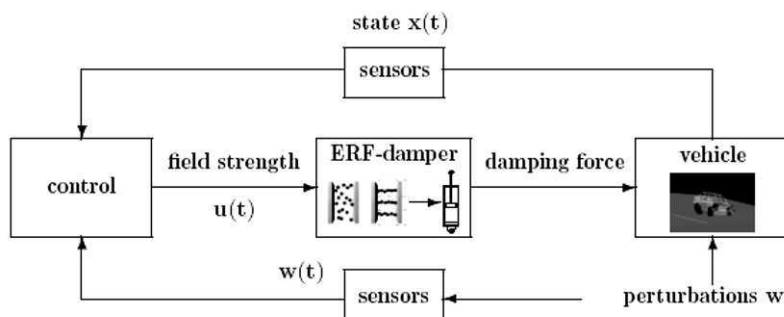 state x(t)
sensors
control
field strength
u(t)
ERF-damper
damping force
vehicle
w(t)
sensors
perturbations w